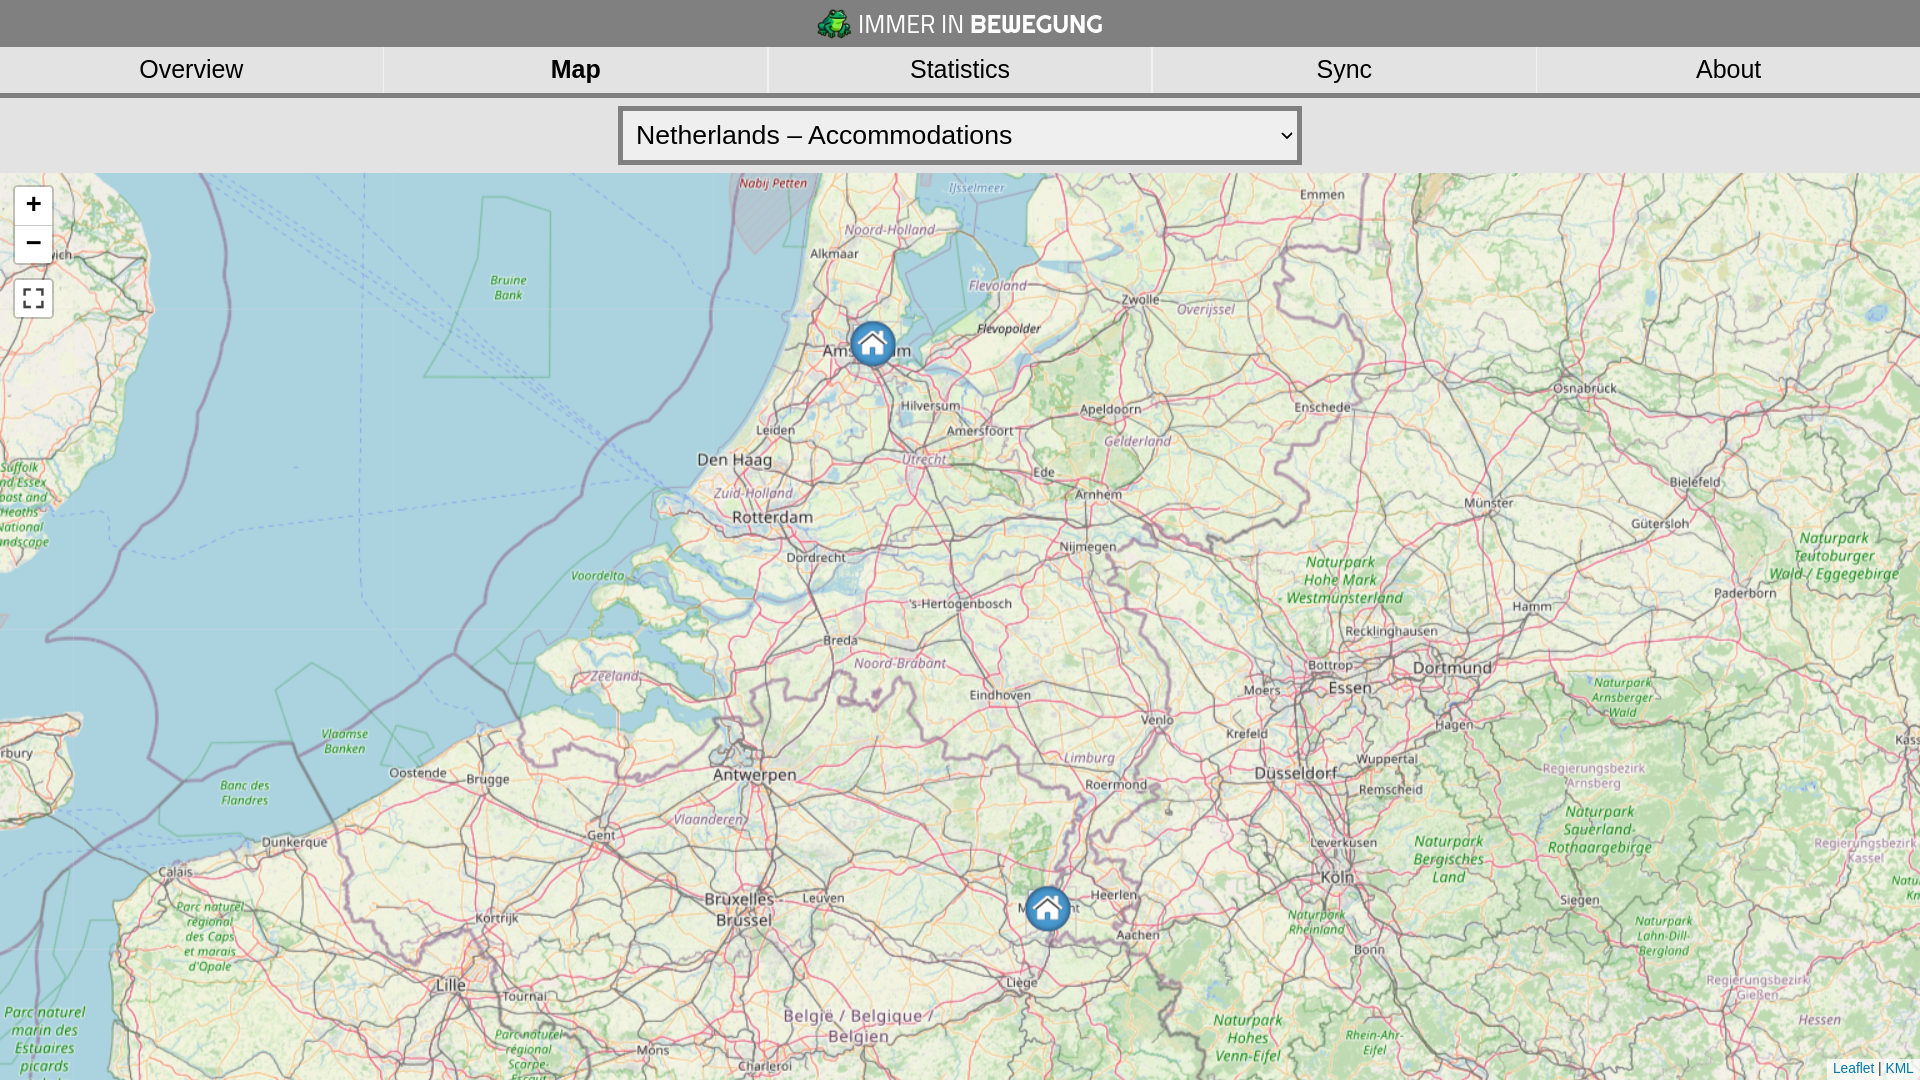 IMMER IN BEWEGUNG
Overview
Map
Statistics
Sync
About
Netherlands – Accommodations
+
−
Nabij Petten
IJsselmeer
Emmen
Noord-Holland
Alkmaar
Bruine
Bank
Flevoland
Zwolle
Overijssel
Flevopolder
Osnabrück
Hilversum
Apeldoorn
Enschede
Leiden
Amersfoort
Gelderland
Den Haag
Utrecht
Ede
Suffolk
Bielefeld
Zuid-Holland
Arnhem
Münster
Heaths
National
Rotterdam
Gütersloh
Dordrecht
Nijmegen
Naturpark
Teutoburger
Wald / Eggegebirge
Voordelta
Naturpark
Hohe Mark
- Westmünsterland
Paderborn
's-Hertogenbosch
Hamm
Breda
Recklinghausen
Noord-Brabant
Bottrop
Dortmund
Zeeland
Essen
Moers
Eindhoven
Naturpark
Arnsberger
Wald
Venlo
Hagen
Krefeld
Vlaamse
Banken
Limburg
Wuppertal
Oostende
Brugge
Antwerpen
Düsseldorf
Roermond
Remscheid
Regierungsbezirk
Arnsberg
Banc des
Flandres
Vlaanderen
Naturpark
Sauerland-
Rothaargebirge
Gent
Dunkerque
Leverkusen
Naturpark
Bergisches
Land
Regierungsbezirk
Kassel
Calais
Köln
Heerlen
Bruxelles -
Brussel
Leuven
Siegen
Parc naturel
régional
des Caps
et marais
d'Opale
Kortrijk
Naturpark
Rheinland
Aachen
Naturpark
Lahn-Dill-
Bergland
Bonn
Lille
Tournai
Liège
Regierungsbezirk
Gießen
Parc naturel
marin des
Estuaires
picards
België / Belgique /
Belgien
Naturpark
Hohes
Venn-Eifel
Rhein-Ahr-
Eifel
Hessen
Parc naturel
régional
Scarpe-
Escaut
Mons
Charleroi
Leaflet | KML